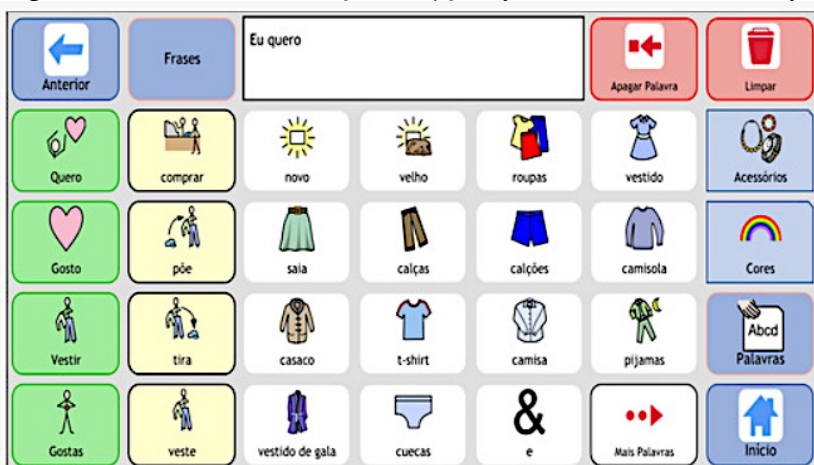 Anterior
Frases
Eu quero
Apagar Palavra
Limpar
Quero
comprar
novo
velho
roupas
vestido
Acessórios
Gosto
põe
saia
calças
calções
camisola
Cores
Vestir
tira
casaco
t-shirt
camisa
pijamas
Abcd
Palavras
Gostas
veste
vestido de gala
cuecas
&
e
Mais Palavras
Início